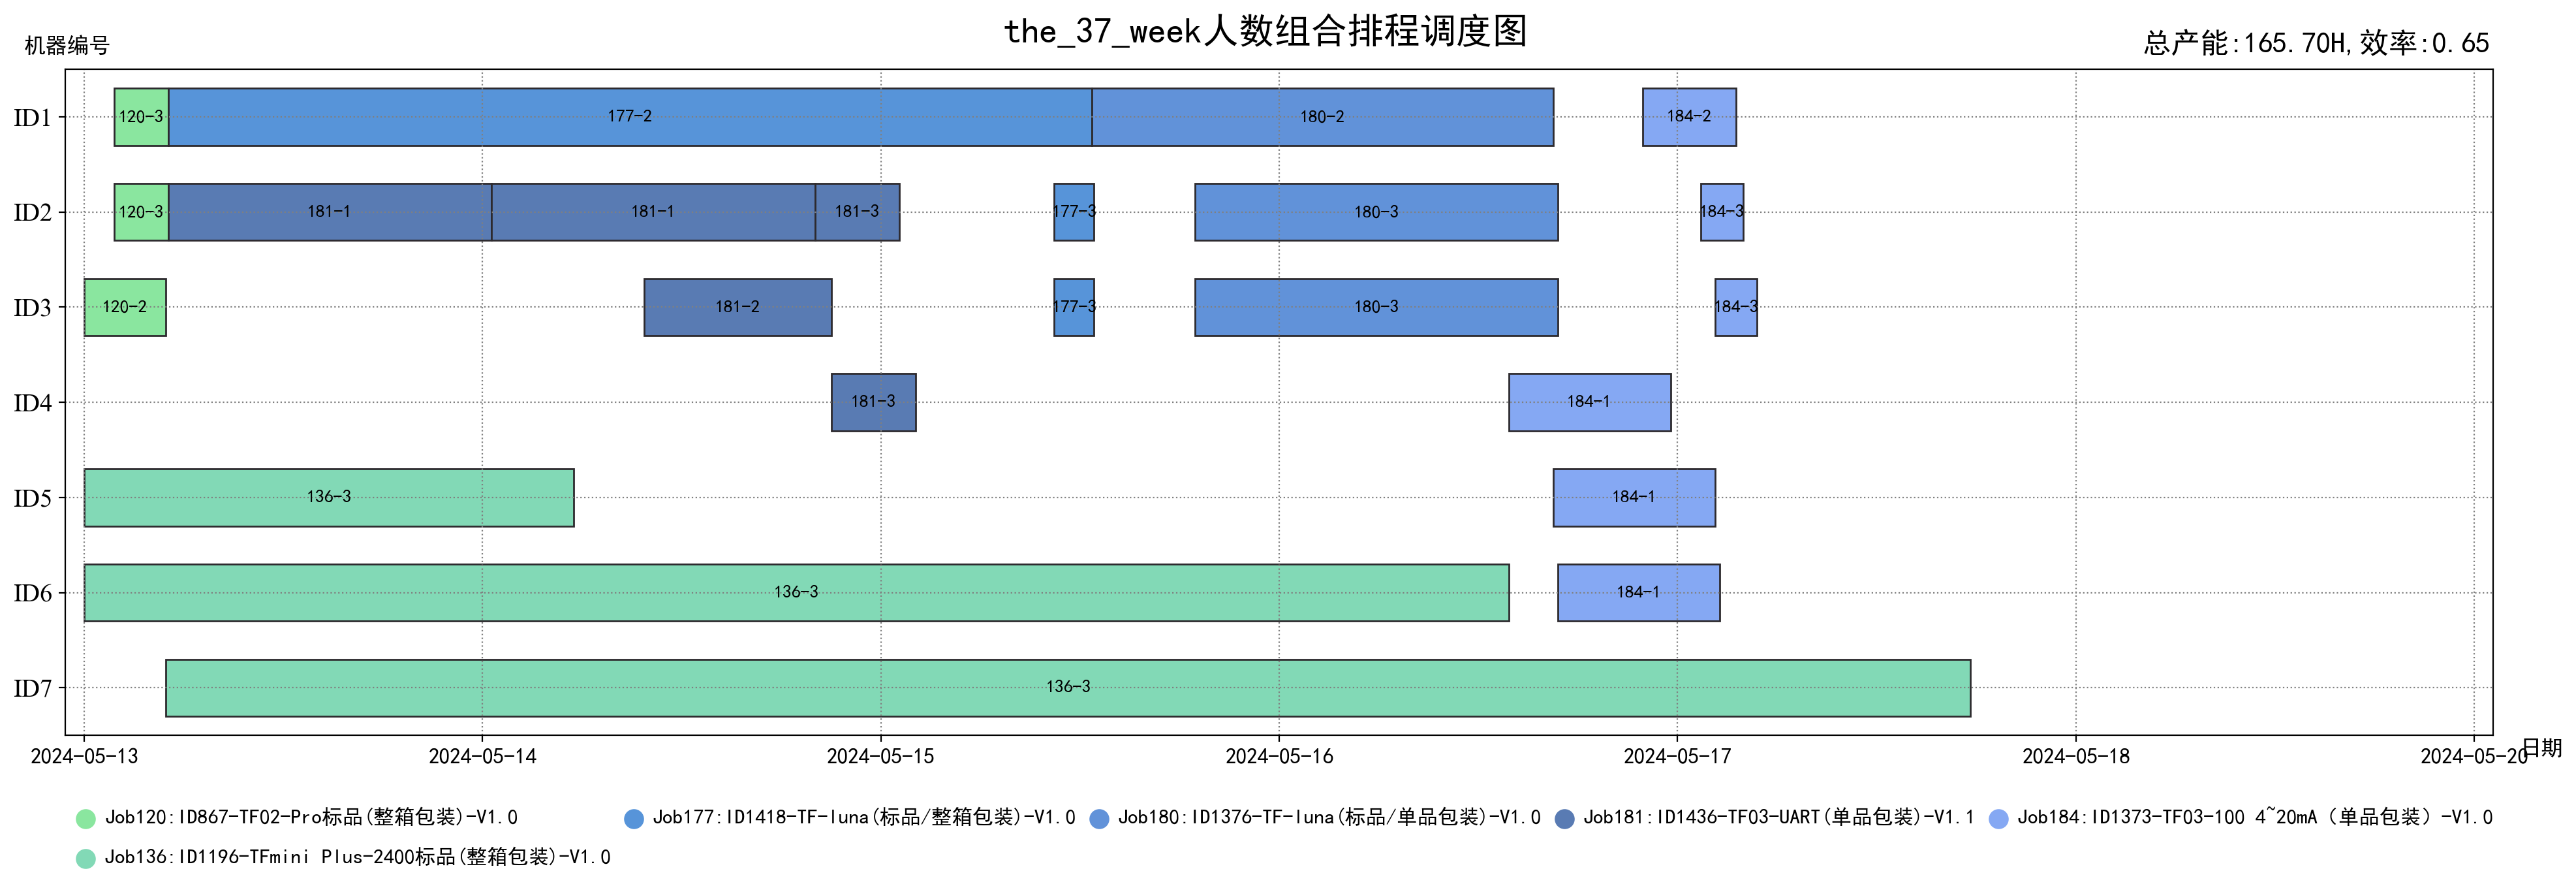 the_37_week人数组合排程调度图
机器编号
总产能:165.70H,效率:0.65
ID1
120-3
177-2
180-2
184-2
ID2
120-3
181-1
181-1
181-3
177-3
180-3
184-3
ID3
120-2
181-2
177-3
180-3
184-3
ID4
181-3
184-1
ID5
136-3
184-1
ID6
136-3
184-1
ID7
136-3
2024-05-13
2024-05-14
2024-05-15
2024-05-16
2024-05-17
2024-05-18
2024-05-20
日期
Job120:ID867-TF02-Pro标品(整箱包装)-V1.0
Job177:ID1418-TF-luna(标品/整箱包装)-V1.0
Job180:ID1376-TF-luna(标品/单品包装)-V1.0
Job181:ID1436-TF03-UART(单品包装)-V1.1
Job184:ID1373-TF03-100 4~20mA（单品包装）-V1.0
Job136:ID1196-TFmini Plus-2400标品(整箱包装)-V1.0